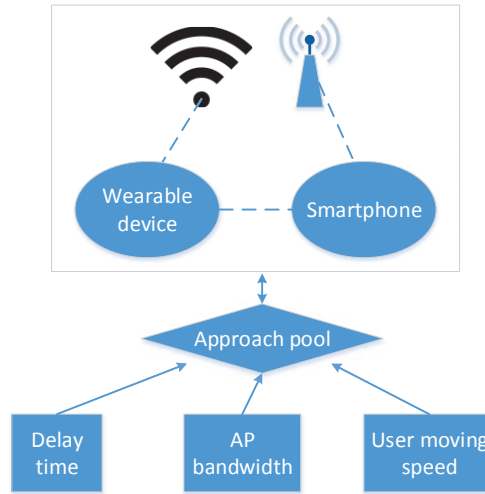 Wearable
device
Smartphone
Approach pool
Delay
time
AP
bandwidth
User moving
speed